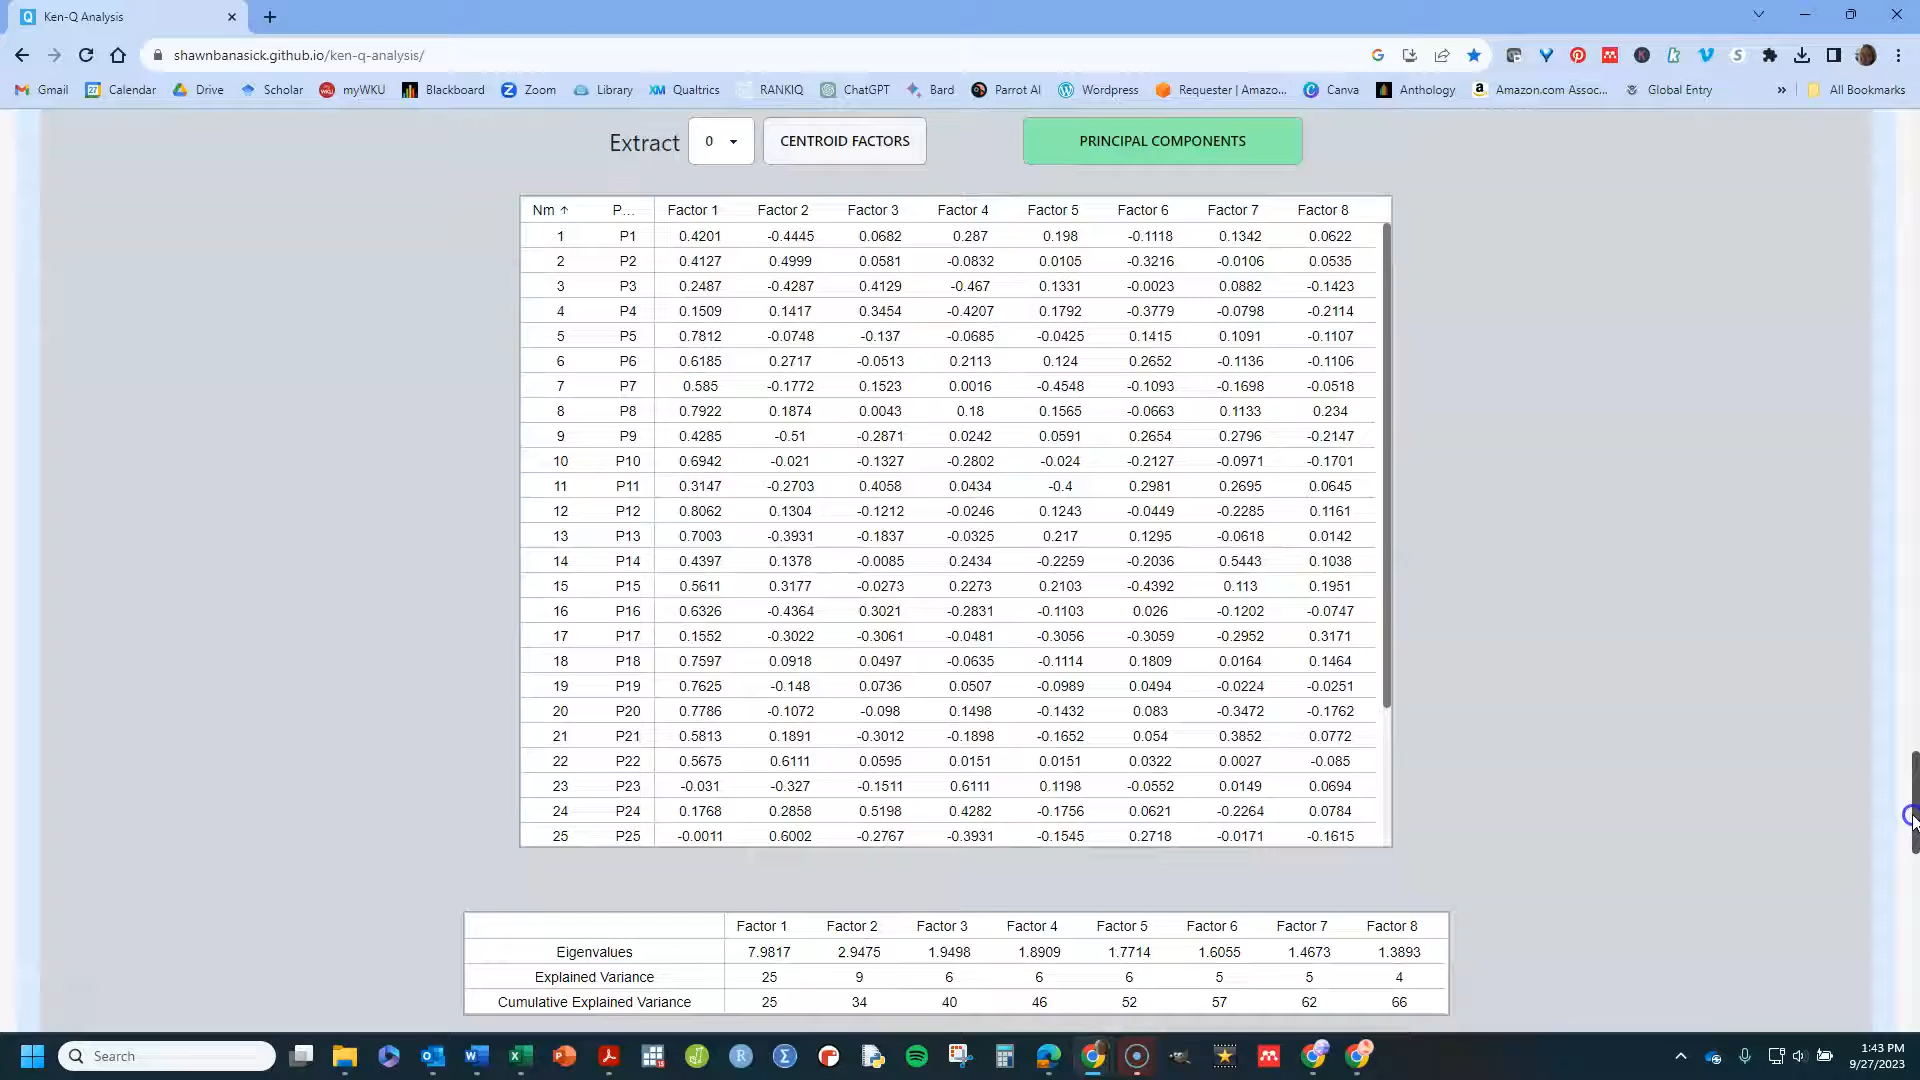 Ken-Q Analysis
shawnbanasick.github.io/ken-q-analysis/
Gmail Calendar Drive Scholar myWKU Blackboard Zoom Library Qualtrics RANKIQ ChatGPT Bard Parrot AI Wordpress Requester | Amazo... Canva Anthology Amazon.com Assoc... Global Entry » All Bookmarks
Extract 0 CENTROID FACTORS PRINCIPAL COMPONENTS
Nm ↑ P... Factor 1 Factor 2 Factor 3 Factor 4 Factor 5 Factor 6 Factor 7 Factor 8
1 P1 0.4201 -0.4445 0.0682 0.287 0.198 -0.1118 0.1342 0.0622
2 P2 0.4127 0.4999 0.0581 -0.0832 0.0105 -0.3216 -0.0106 0.0535
3 P3 0.2487 -0.4287 0.4129 -0.467 0.1331 -0.0023 0.0882 -0.1423
4 P4 0.1509 0.1417 0.3454 -0.4207 0.1792 -0.3779 -0.0798 -0.2114
5 P5 0.7812 -0.0748 -0.137 -0.0685 -0.0425 0.1415 0.1091 -0.1107
6 P6 0.6185 0.2717 -0.0513 0.2113 0.124 0.2652 -0.1136 -0.1106
7 P7 0.585 -0.1772 0.1523 0.0016 -0.4548 -0.1093 -0.1698 -0.0518
8 P8 0.7922 0.1874 0.0043 0.18 0.1565 -0.0663 0.1133 0.234
9 P9 0.4285 -0.51 -0.2871 0.0242 0.0591 0.2654 0.2796 -0.2147
10 P10 0.6942 -0.021 -0.1327 -0.2802 -0.024 -0.2127 -0.0971 -0.1701
11 P11 0.3147 -0.2703 0.4058 0.0434 -0.4 0.2981 0.2695 0.0645
12 P12 0.8062 0.1304 -0.1212 -0.0246 0.1243 -0.0449 -0.2285 0.1161
13 P13 0.7003 -0.3931 -0.1837 -0.0325 0.217 0.1295 -0.0618 0.0142
14 P14 0.4397 0.1378 -0.0085 0.2434 -0.2259 -0.2036 0.5443 0.1038
15 P15 0.5611 0.3177 -0.0273 0.2273 0.2103 -0.4392 0.113 0.1951
16 P16 0.6326 -0.4364 0.3021 -0.2831 -0.1103 0.026 -0.1202 -0.0747
17 P17 0.1552 -0.3022 -0.3061 -0.0481 -0.3056 -0.3059 -0.2952 0.3171
18 P18 0.7597 0.0918 0.0497 -0.0635 -0.1114 0.1809 0.0164 0.1464
19 P19 0.7625 -0.148 0.0736 0.0507 -0.0989 0.0494 -0.0224 -0.0251
20 P20 0.7786 -0.1072 -0.098 0.1498 -0.1432 0.083 -0.3472 -0.1762
21 P21 0.5813 0.1891 -0.3012 -0.1898 -0.1652 0.054 0.3852 0.0772
22 P22 0.5675 0.6111 0.0595 0.0151 0.0151 0.0322 0.0027 -0.085
23 P23 -0.031 -0.327 -0.1511 0.6111 0.1198 -0.0552 0.0149 0.0694
24 P24 0.1768 0.2858 0.5198 0.4282 -0.1756 0.0621 -0.2264 0.0784
25 P25 -0.0011 0.6002 -0.2767 -0.3931 -0.1545 0.2718 -0.0171 -0.1615
Factor 1 Factor 2 Factor 3 Factor 4 Factor 5 Factor 6 Factor 7 Factor 8
Eigenvalues 7.9817 2.9475 1.9498 1.8909 1.7714 1.6055 1.4673 1.3893
Explained Variance 25 9 6 6 6 5 5 4
Cumulative Explained Variance 25 34 40 46 52 57 62 66
Search
1:43 PM
9/27/2023